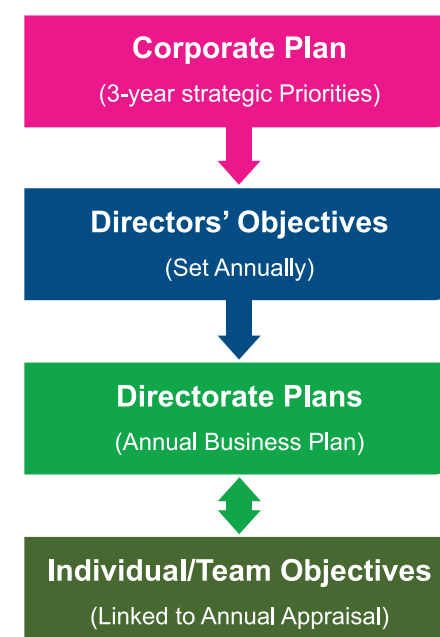 Corporate Plan
(3-year strategic Priorities)
Directors’ Objectives
(Set Annually)
Directorate Plans
(Annual Business Plan)
Individual/Team Objectives
(Linked to Annual Appraisal)